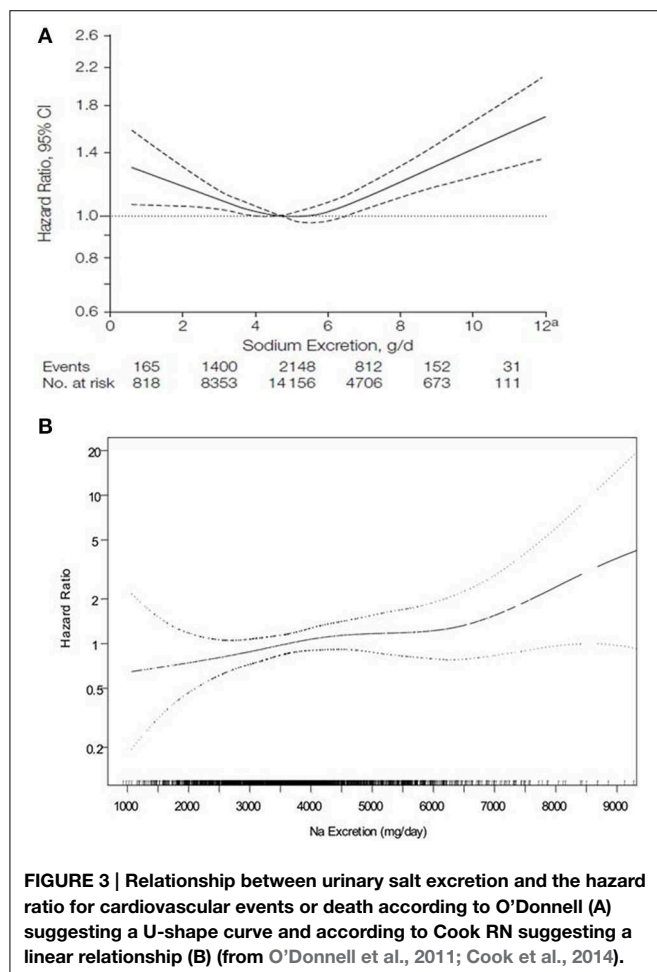 A
2.6
2.2
1.8
1.4
1.0
0.8
0.6
Hazard Ratio, 95% CI
0 2 4 6 8 10 12a
Sodium Excretion, g/d
Events 165 1400 2148 812 152 31
No. at risk 818 8353 14 156 4706 673 111
B
20
10
5
2
1
0.5
0.2
Hazard Ratio
1000 2000 3000 4000 5000 6000 7000 8000 9000
Na Excretion (mg/day)
FIGURE 3 | Relationship between urinary salt excretion and the hazard
ratio for cardiovascular events or death according to O'Donnell (A)
suggesting a U-shape curve and according to Cook RN suggesting a
linear relationship (B) (from O'Donnell et al., 2011; Cook et al., 2014).